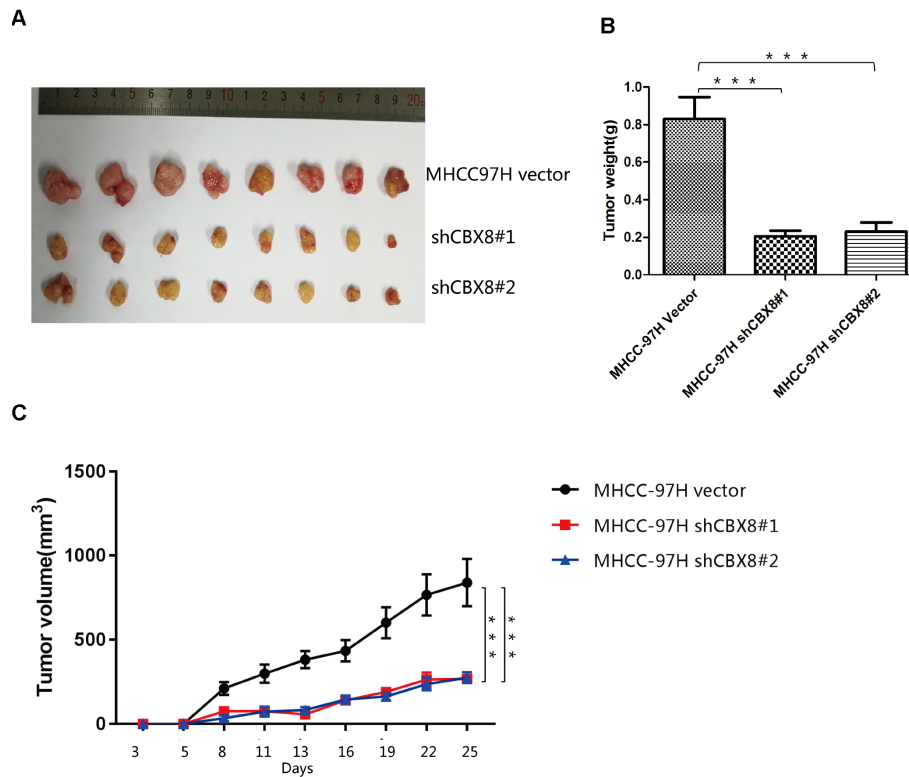 A
1 2 3 4 5 6 7 8 9 10 1 2 3 4 5 6 7 8 9 20
MHCC97H vector
shCBX8#1
shCBX8#2
B
* * *
* * *
1.0
0.8
0.6
0.4
0.2
0.0
Tumor weight(g)
MHCC-97H Vector
MHCC-97H shCBX8#1
MHCC-97H shCBX8#2
C
1500
1000
500
0
Tumor volume(mm³)
3 5 8 11 13 16 19 22 25
Days
MHCC-97H vector
MHCC-97H shCBX8#1
MHCC-97H shCBX8#2
* * *
* * *